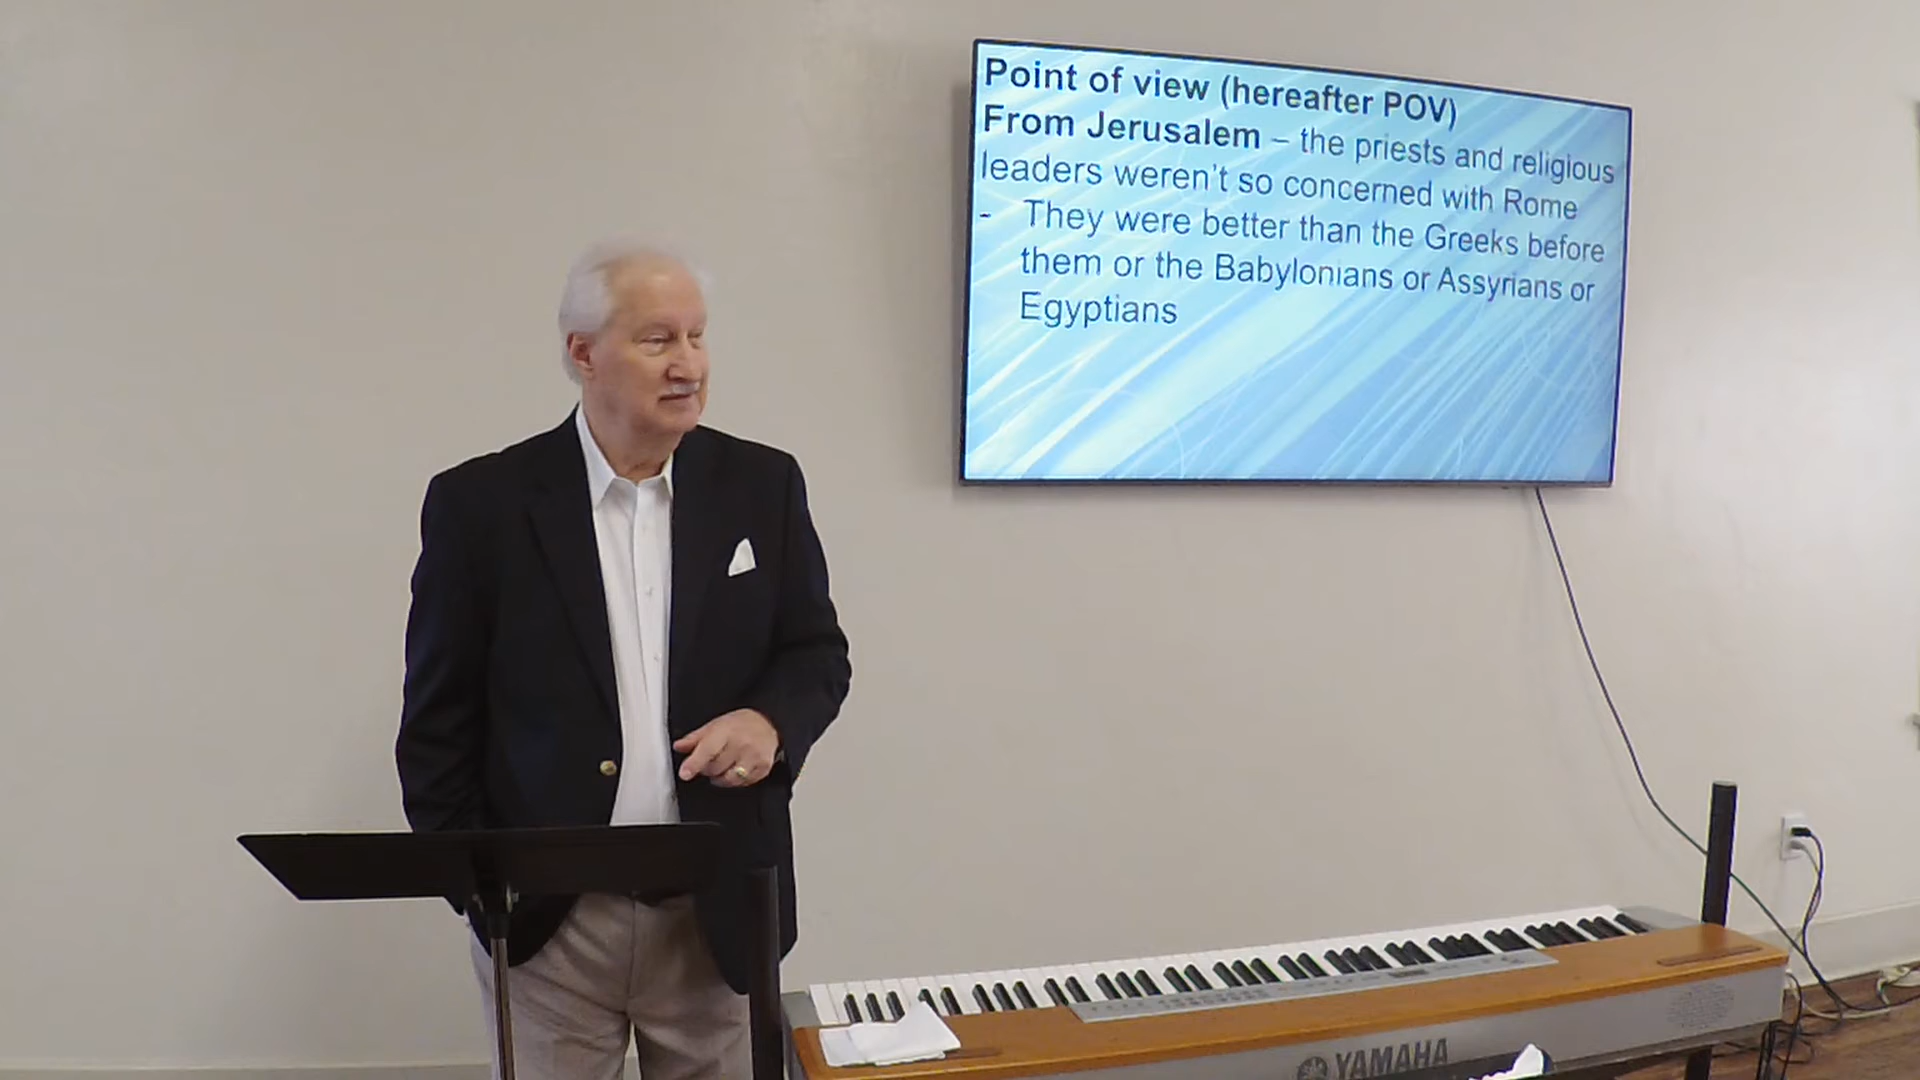 Point of view (hereafter POV)
From Jerusalem – the priests and religious
leaders weren't so concerned with Rome
- They were better than the Greeks before
them or the Babylonians or Assyrians or
Egyptians
YAMAHA